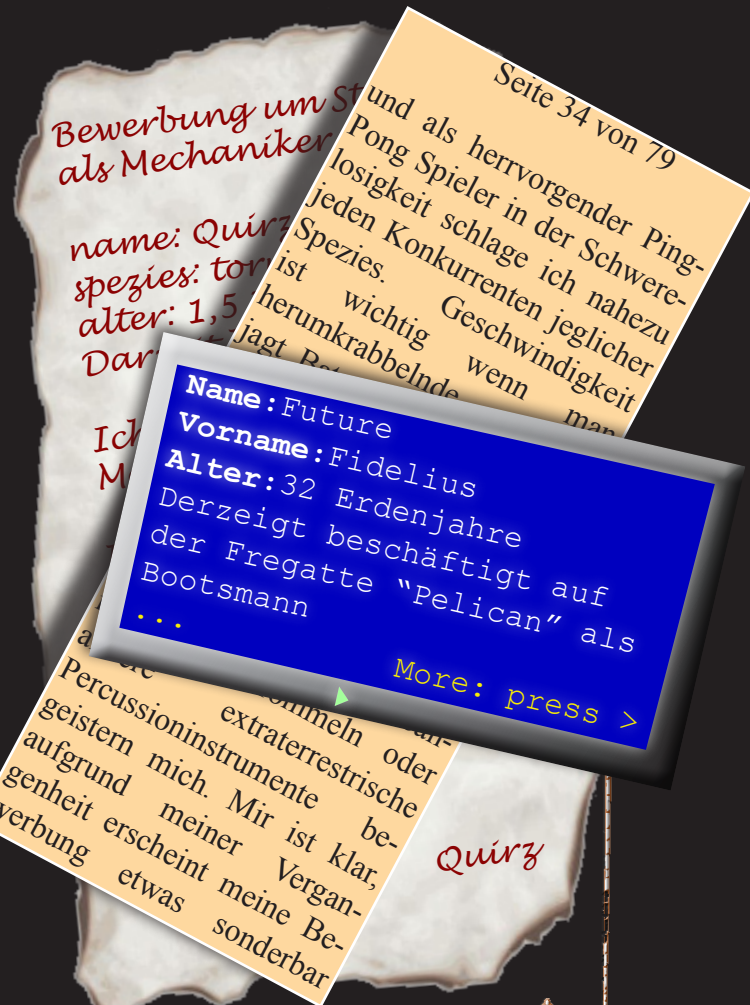 Bewerbung um
als Mechaniker
name: Quirz
spezies:
alter: 1,5
Ich
Quirz
Seite 34 von 79
und als herrvorgender Ping-
Pong Spieler in der Schwere-
losigkeit schlage ich nahezu
jeden Konkurrenten jeglicher
Spezies. Geschwindigkeit
ist wichtig wenn man
herumkrabbelnde
jagt
oder
extraterrestrische
Percussioninstrumente be-
geistern mich. Mir ist klar,
aufgrund meiner Vergan-
genheit erscheint meine Be-
werbung etwas sonderbar
Name:Future
Vorname:Fidelius
Alter:32 Erdenjahre
Derzeigt beschäftigt auf
der Fregatte “Pelican” als
Bootsmann
...
More: press >